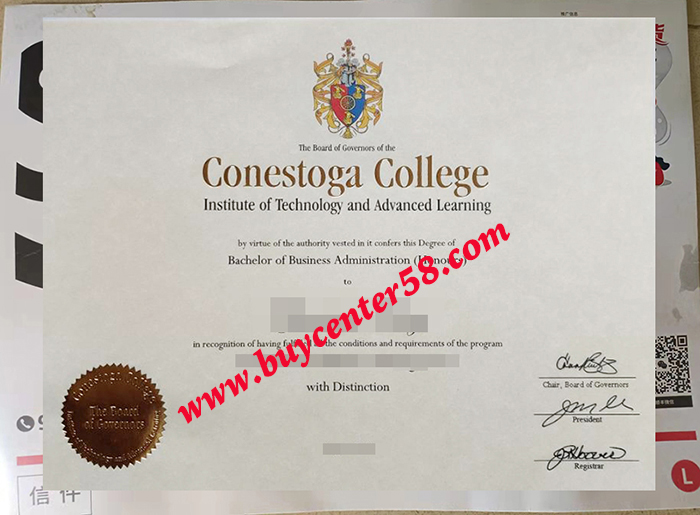 The Board of Governors of the
Conestoga College
Institute of Technology and Advanced Learning
by virtue of the authority vested in it confers this Degree of
Bachelor of Business Administration (Honours)
to
in recognition of having fulfilled the conditions and requirements of the program
with Distinction
www.buycenter58.com
The Board
of Governors
Chair, Board of Governors
President
Registrar
信件
L